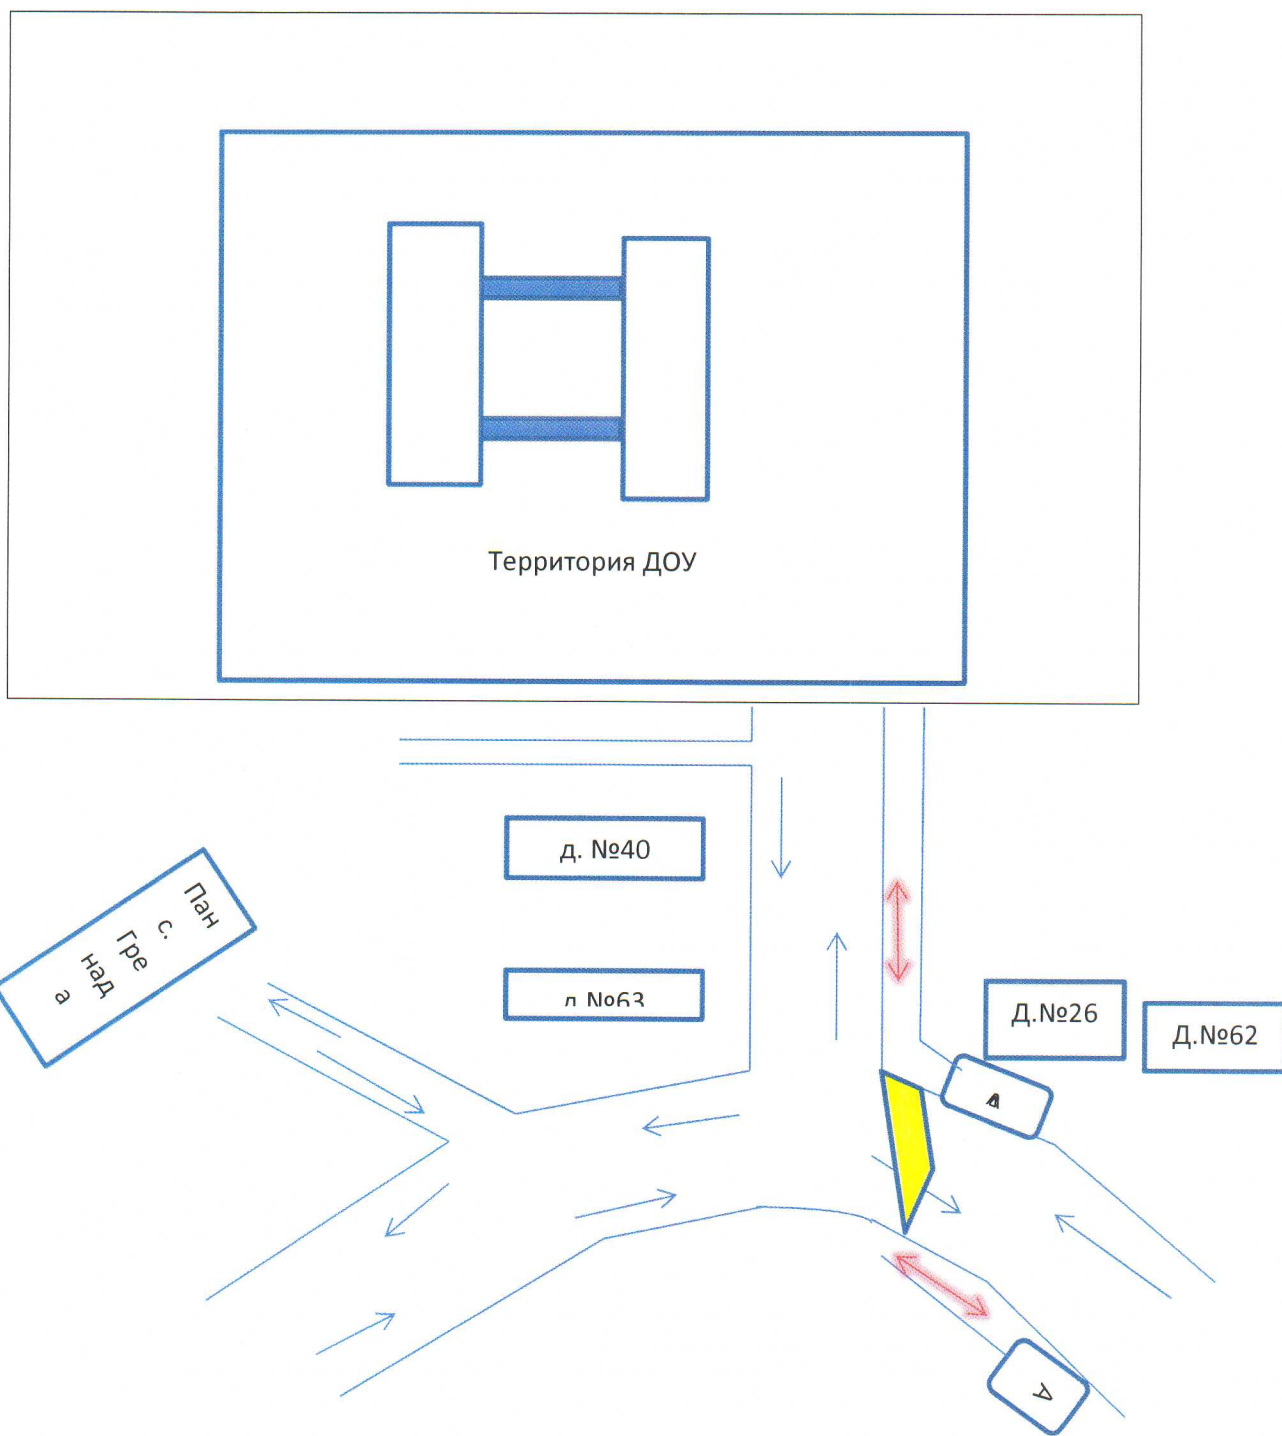 Территория ДОУ
д. №40
д №63
Пан
с.
Гре
над
а
Д.№26
Д.№62
А
А